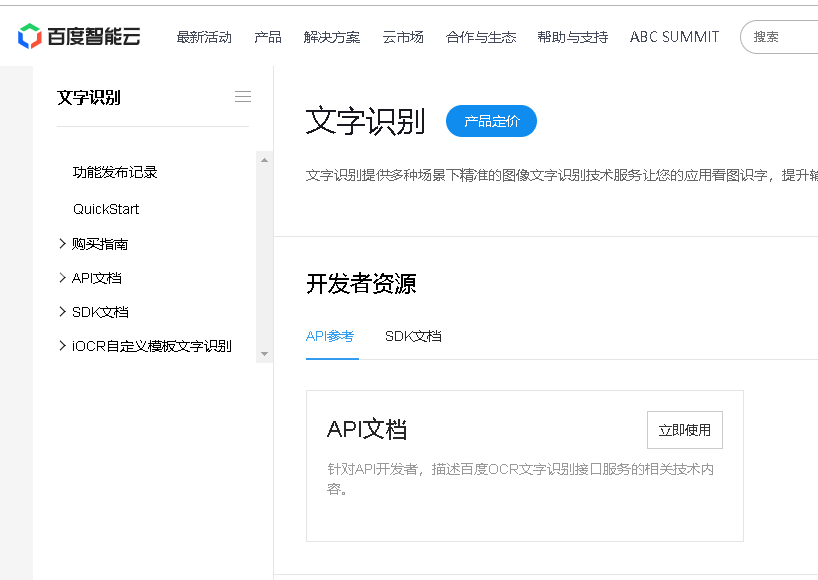 百度智能云 最新活动 产品 解决方案 云市场 合作与生态 帮助与支持 ABC SUMMIT 搜索
文字识别
功能发布记录
QuickStart
购买指南
API文档
SDK文档
iOCR自定义模板文字识别
文字识别 产品定价
文字识别提供多种场景下精准的图像文字识别技术服务让您的应用看图识字，提升
开发者资源
API参考 SDK文档
API文档 立即使用
针对API开发者，描述百度OCR文字识别接口服务的相关技术内
容。